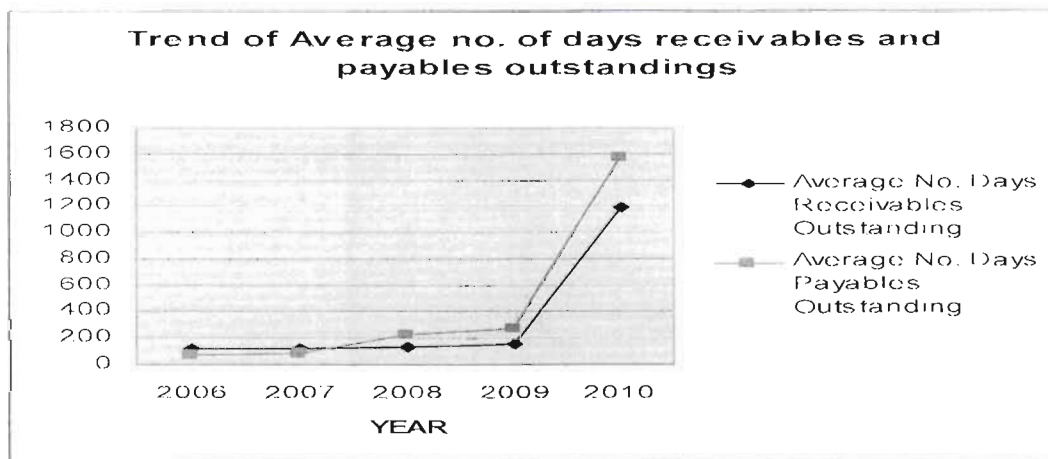 Trend of Average no. of days receivables and
payables outstandings
1800
1600
1400
1200
1000
800
600
400
200
0
2006 2007 2008 2009 2010
YEAR
Average No. Days
Receivables
Outstanding
Average No. Days
Payables
Outstanding